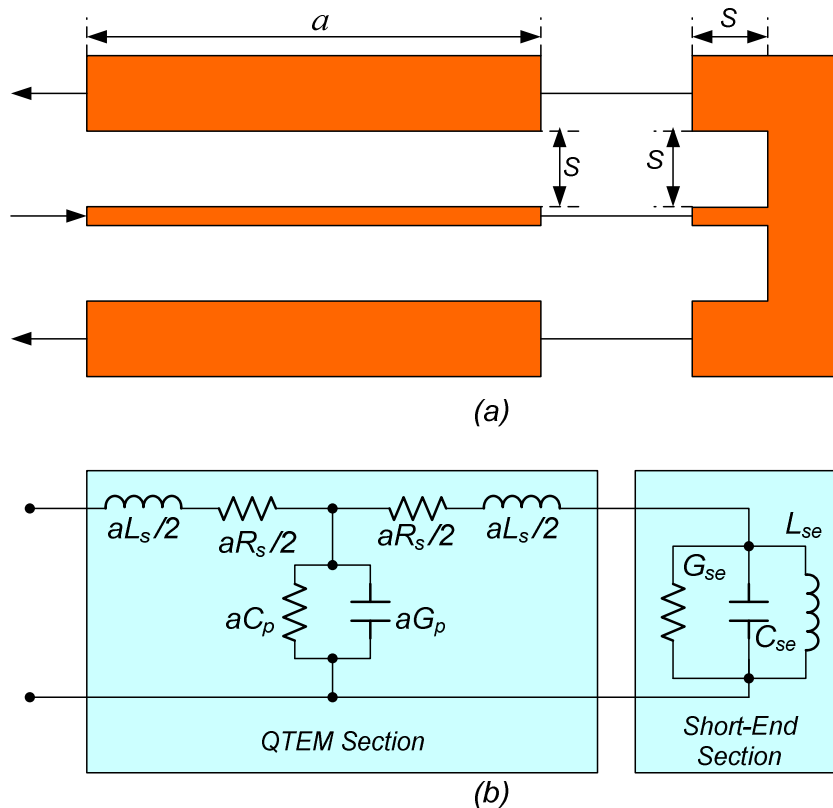 a
S
S
S
(a)
aLs/2
aRs/2
aRs/2
aLs/2
Lse
Gse
aCp
aGp
Cse
QTEM Section
Short-End
Section
(b)